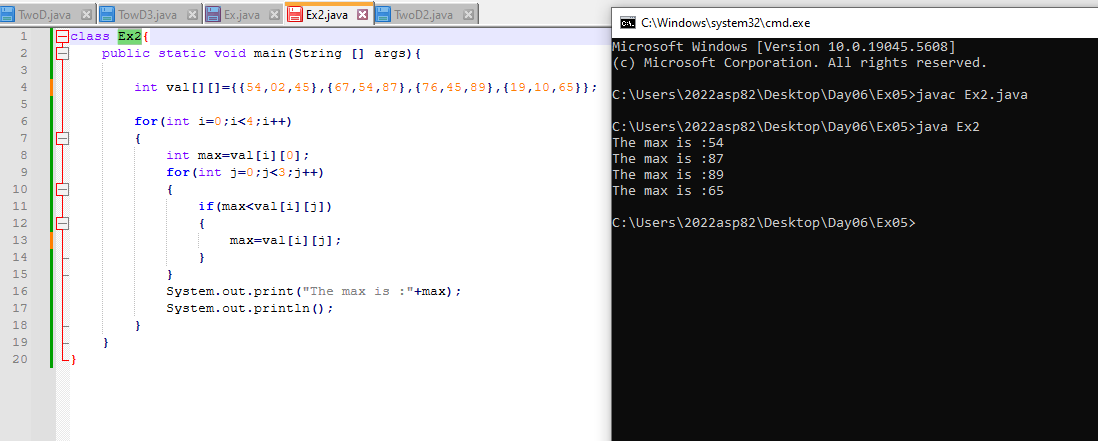 TwoD.java TowD3.java Ex.java Ex2.java TwoD2.java
1 class Ex2{
2 public static void main(String [] args){
3
4 int val[][]={{54,02,45},{67,54,87},{76,45,89},{19,10,65}};
5
6 for(int i=0;i<4;i++)
7 {
8 int max=val[i][0];
9 for(int j=0;j<3;j++)
10 {
11 if(max<val[i][j])
12 {
13 max=val[i][j];
14 }
15 }
16 System.out.print("The max is :"+max);
17 System.out.println();
18 }
19 }
20 }
C:\Windows\system32\cmd.exe
Microsoft Windows [Version 10.0.19045.5608]
(c) Microsoft Corporation. All rights reserved.
C:\Users\2022asp82\Desktop\Day06\Ex05>javac Ex2.java
C:\Users\2022asp82\Desktop\Day06\Ex05>java Ex2
The max is :54
The max is :87
The max is :89
The max is :65
C:\Users\2022asp82\Desktop\Day06\Ex05>